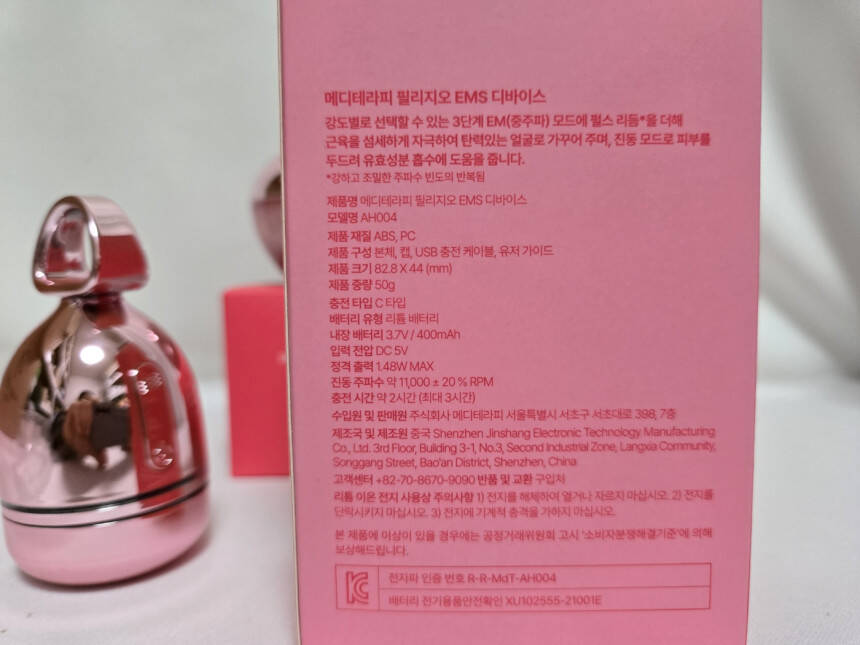 메디테라피 필리지오 EMS 디바이스
강도별로 선택할 수 있는 3단계 EM(중주파) 모드에 펄스 리듬*을 더해
근육을 섬세하게 자극하여 탄력있는 얼굴로 가꾸어 주며, 진동 모드로 피부를
두드려 유효성분 흡수에 도움을 줍니다.
*강하고 조밀한 주파수 빈도의 반복됨
제품명 메디테라피 필리지오 EMS 디바이스
모델명 AH004
제품 재질 ABS, PC
제품 구성 본체, 캡, USB 충전 케이블, 유저 가이드
제품 크기 82.8 X 44 (mm)
제품 중량 50g
충전 타입 C 타입
배터리 유형 리튬 배터리
내장 배터리 3.7V / 400mAh
입력 전압 DC 5V
정격 출력 1.48W MAX
진동 주파수 약 11,000 ± 20 % RPM
충전 시간 약 2시간 (최대 3시간)
수입원 및 판매원 주식회사 메디테라피 서울특별시 서초구 서초대로 398, 7층
제조국 및 제조원 중국 Shenzhen Jinshang Electronic Technology Manufacturing
Co., Ltd. 3rd Floor, Building 3-1, No.3, Second Industrial Zone, Langxia Community,
Songgang Street, Bao'an District, Shenzhen, China
고객센터 +82-70-8670-9090 반품 및 교환 구입처
리튬 이온 전지 사용상 주의사항 1) 전지를 해체하여 열거나 자르지 마십시오. 2) 전지를
단락시키지 마십시오. 3) 전지에 기계적 충격을 가하지 마십시오.
본 제품에 이상이 있을 경우에는 공정거래위원회 고시 '소비자분쟁해결기준'에 의해
보상해드립니다.
전자파 인증 번호 R-R-MdT-AH004
배터리 전기용품안전확인 XU102555-21001E